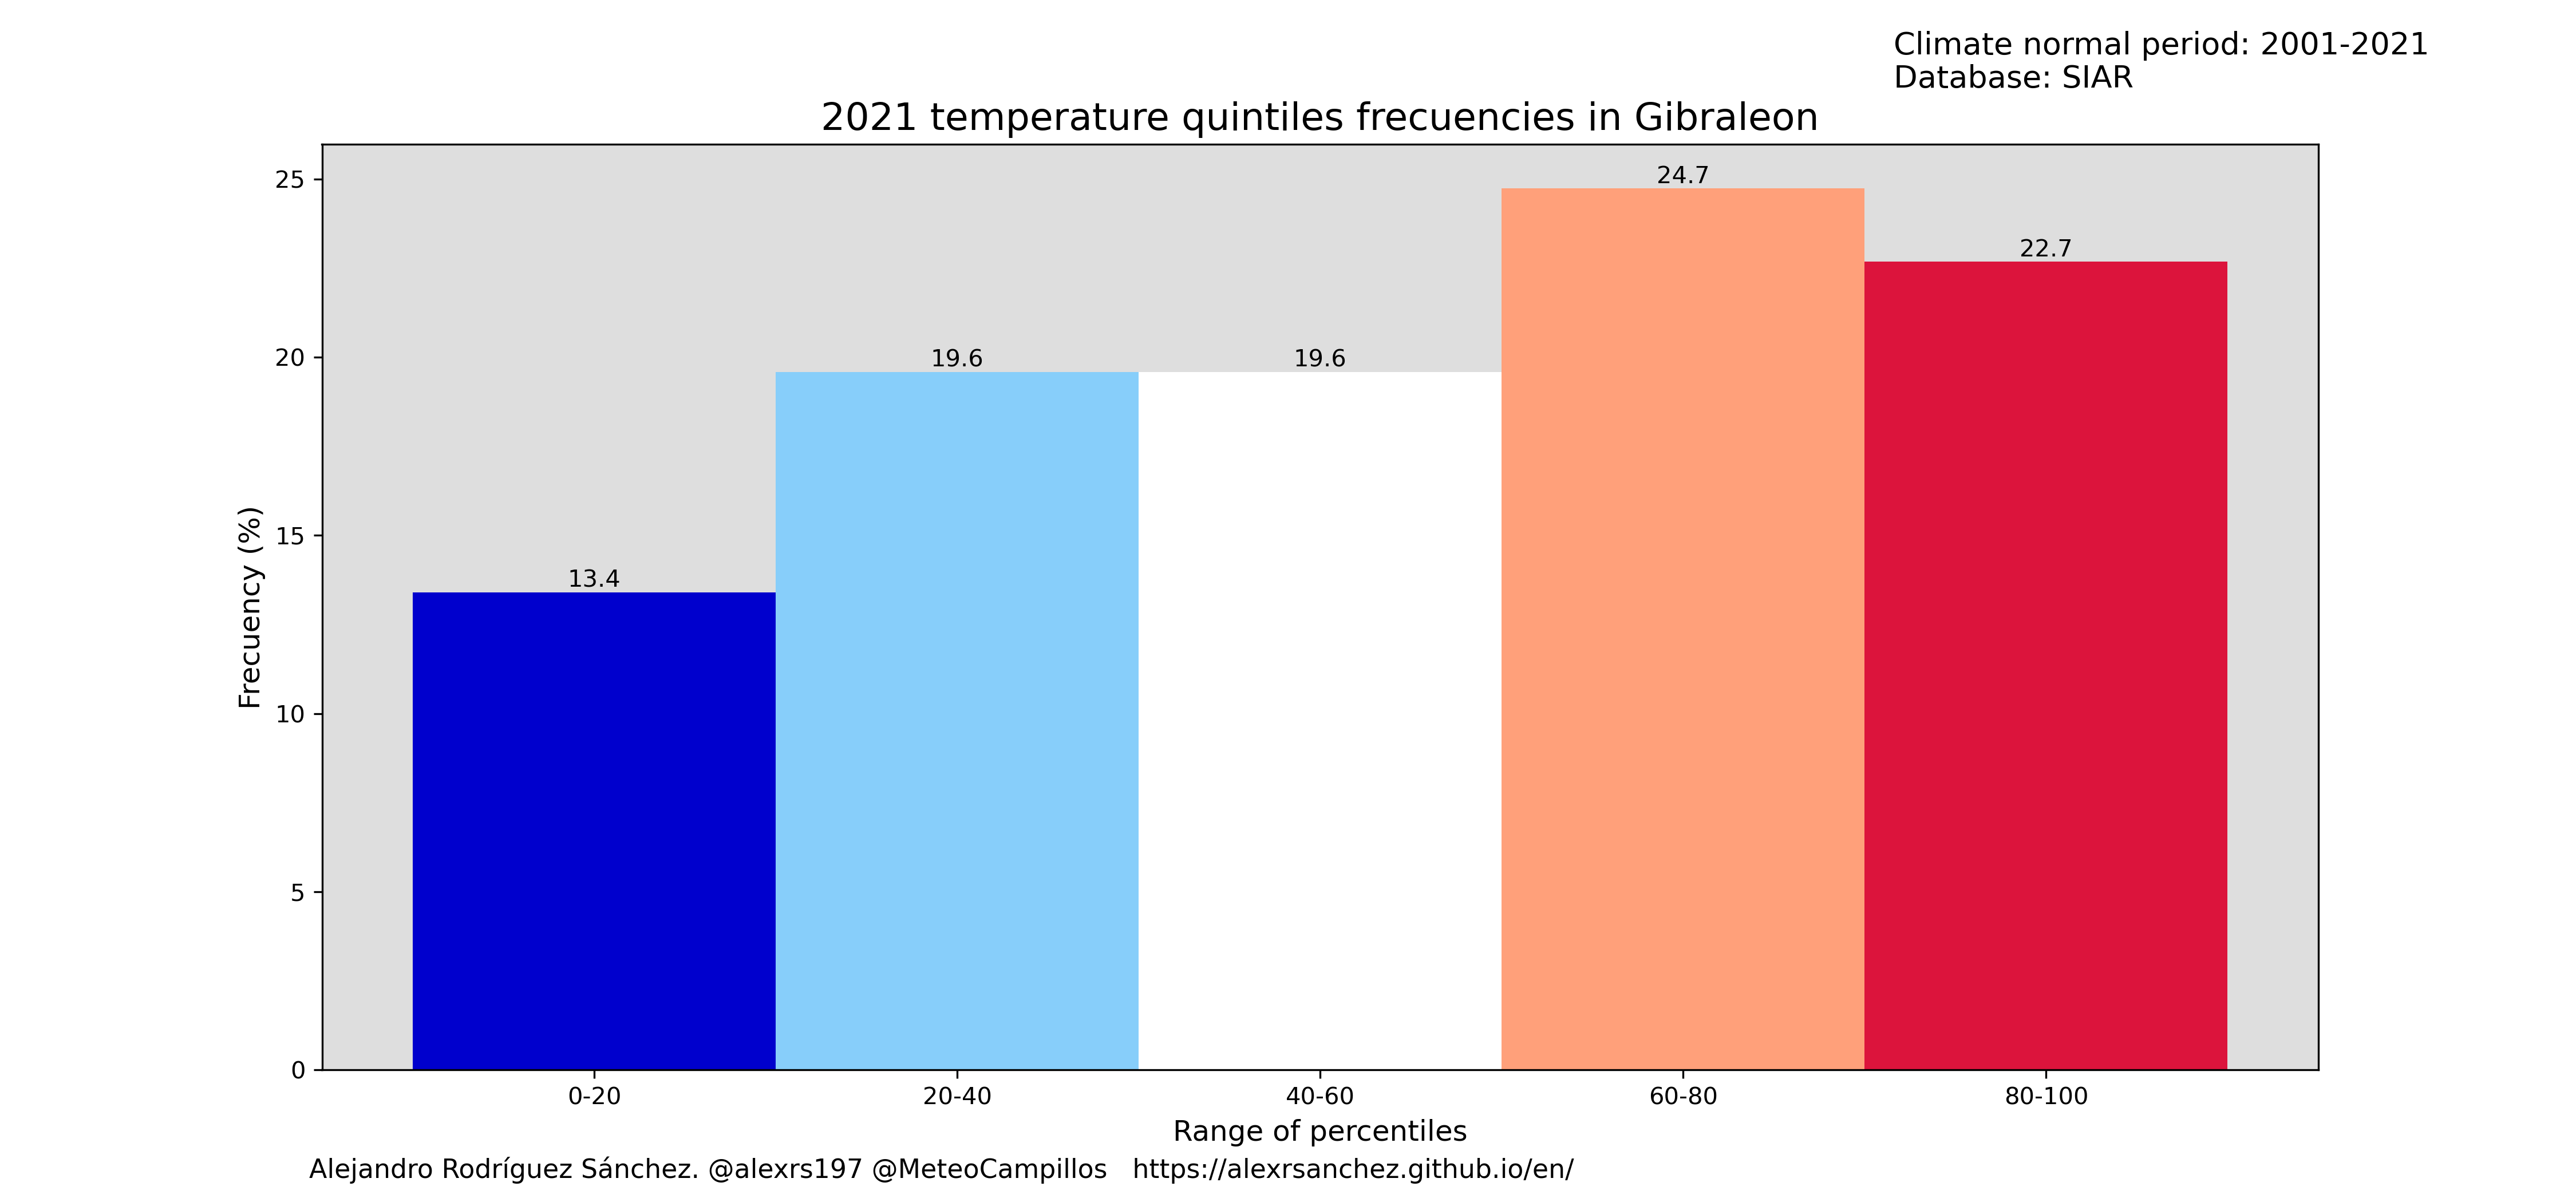 Climate normal period: 2001-2021
Database: SIAR
2021 temperature quintiles frecuencies in Gibraleon
25
24.7
22.7
20
19.6
19.6
15
13.4
10
5
0
Frecuency (%)
0-20
20-40
40-60
60-80
80-100
Range of percentiles
Alejandro Rodríguez Sánchez. @alexrs197 @MeteoCampillos   https://alexrsanchez.github.io/en/